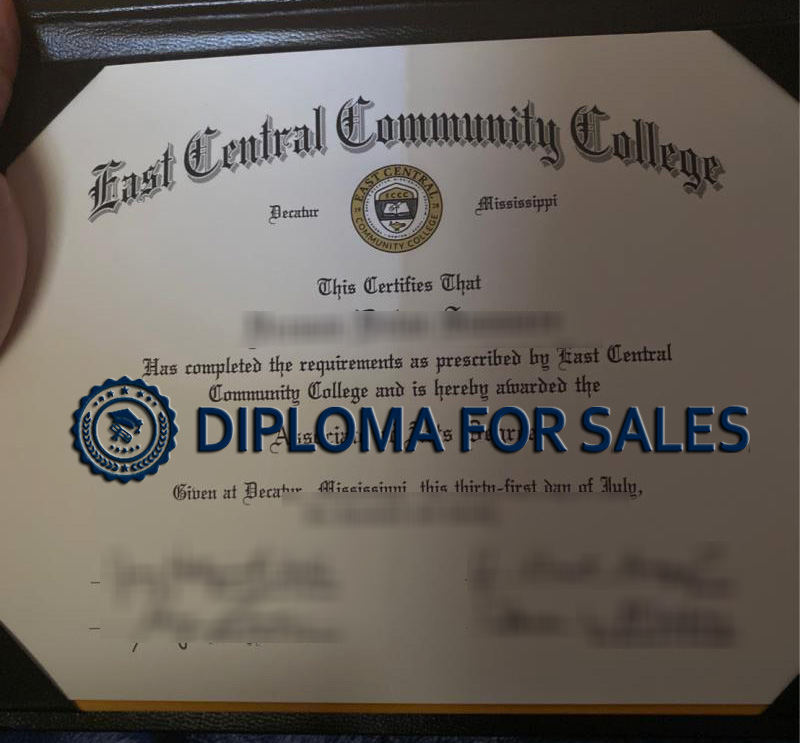 East Central Community College
Decatur Mississippi
EAST CENTRAL
ECCC
COMMUNITY COLLEGE
This Certifies That
Has completed the requirements as prescribed by East Central
Community College and is hereby awarded the
DIPLOMA FOR SALES
Given at Decatur, Mississippi, this thirty-first day of July,